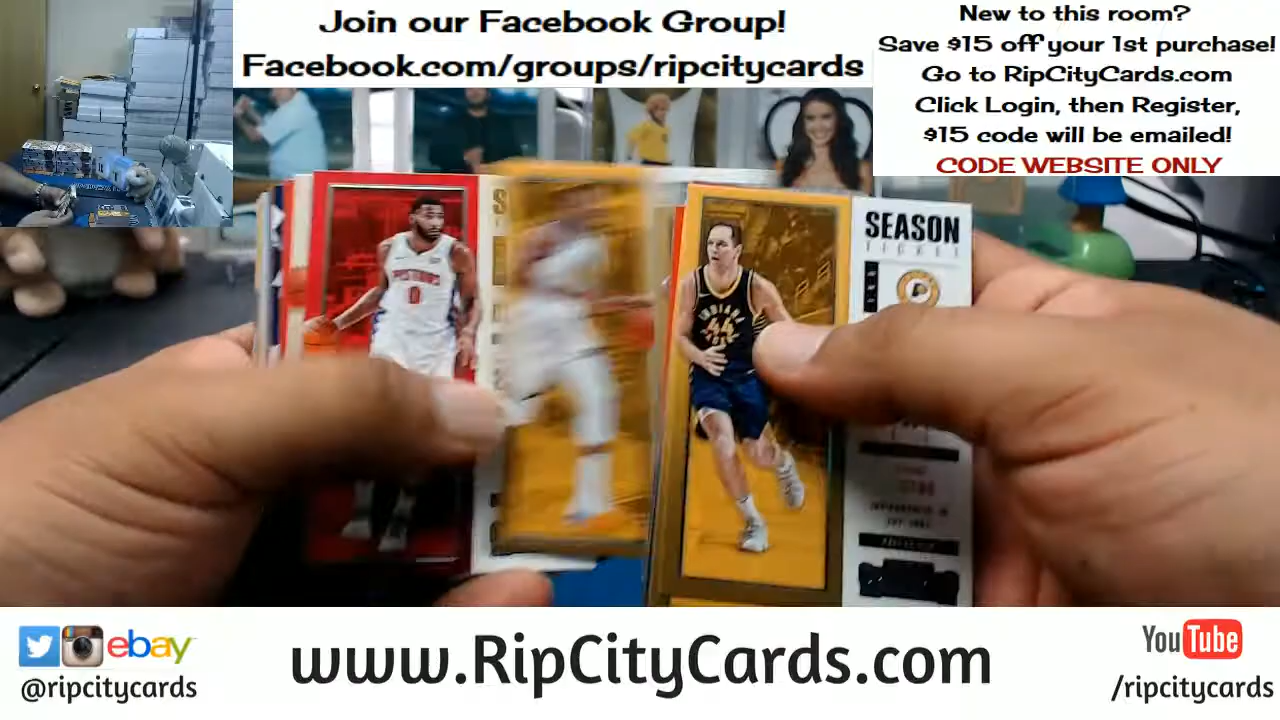 Join our Facebook Group!
Facebook.com/groups/ripcitycards
New to this room?
Save $15 off your 1st purchase!
Go to RipCityCards.com
Click Login, then Register,
$15 code will be emailed!
CODE WEBSITE ONLY
PISTONS
0
INDIANA
44
SEASON
TICKET
ebay
@ripcitycards
www.RipCityCards.com
YouTube
/ripcitycards